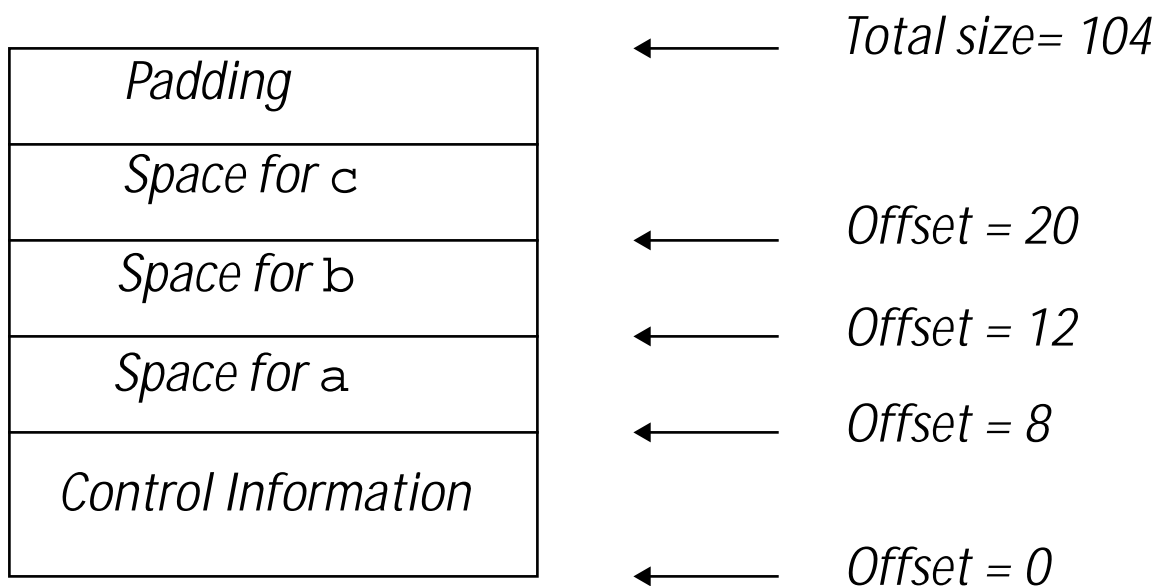 Total size= 104
Padding
Space for c
Offset = 20
Space for b
Offset = 12
Space for a
Offset = 8
Control Information
Offset = 0